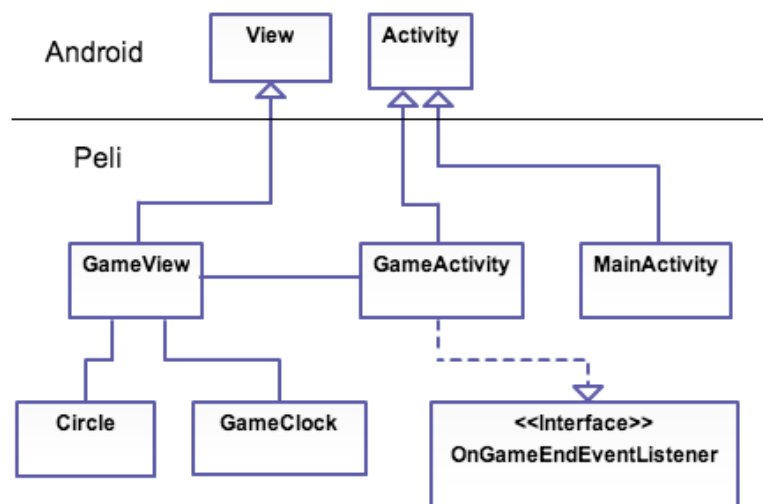 View
Activity
Android
Peli
GameView
GameActivity
MainActivity
Circle
GameClock
<<Interface>>
OnGameEndEventListener